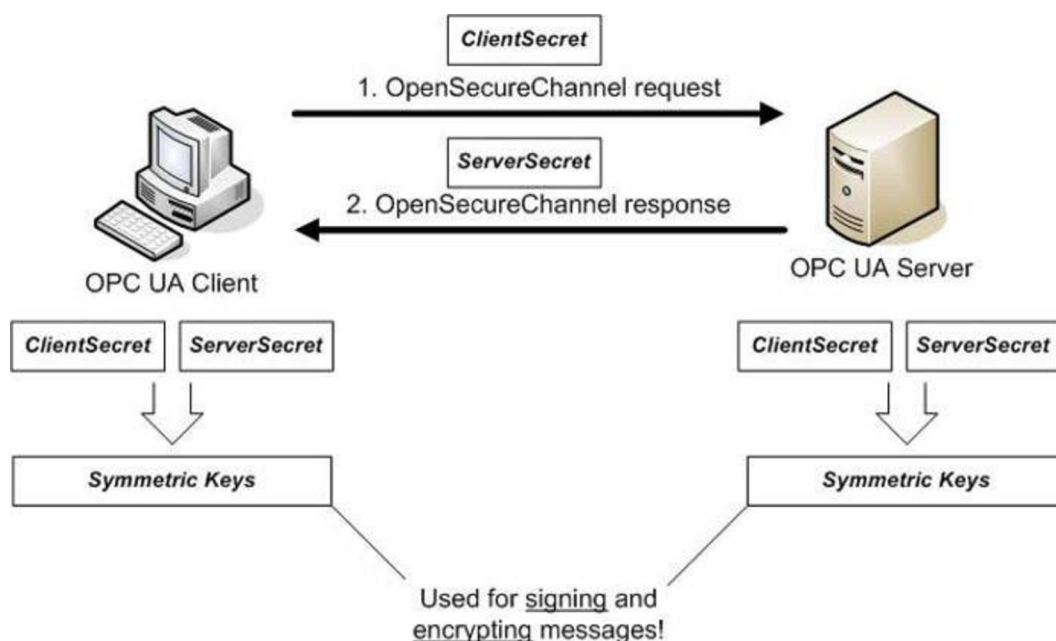 ClientSecret
1. OpenSecureChannel request
ServerSecret
2. OpenSecureChannel response
OPC UA Client
OPC UA Server
ClientSecret
ServerSecret
ClientSecret
ServerSecret
Symmetric Keys
Symmetric Keys
Used for signing and
encrypting messages!